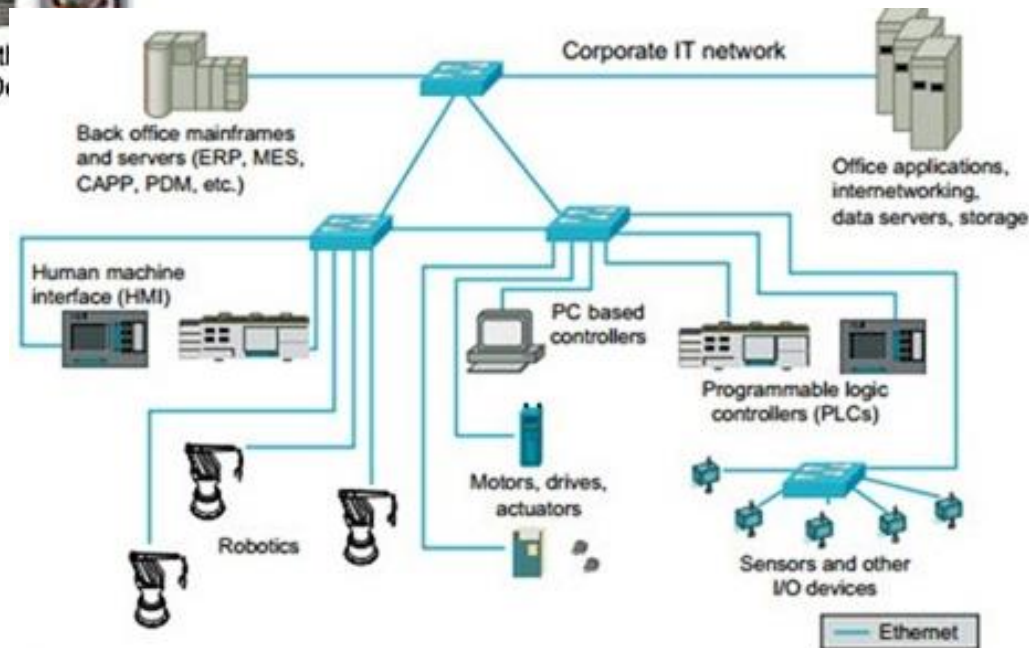 Corporate IT network
Back office mainframes
and servers (ERP, MES,
CAPP, PDM, etc.)
Office applications,
internetworking,
data servers, storage
Human machine
interface (HMI)
PC based
controllers
Programmable logic
controllers (PLCs)
Motors, drives,
actuators
Robotics
Sensors and other
I/O devices
Ethernet